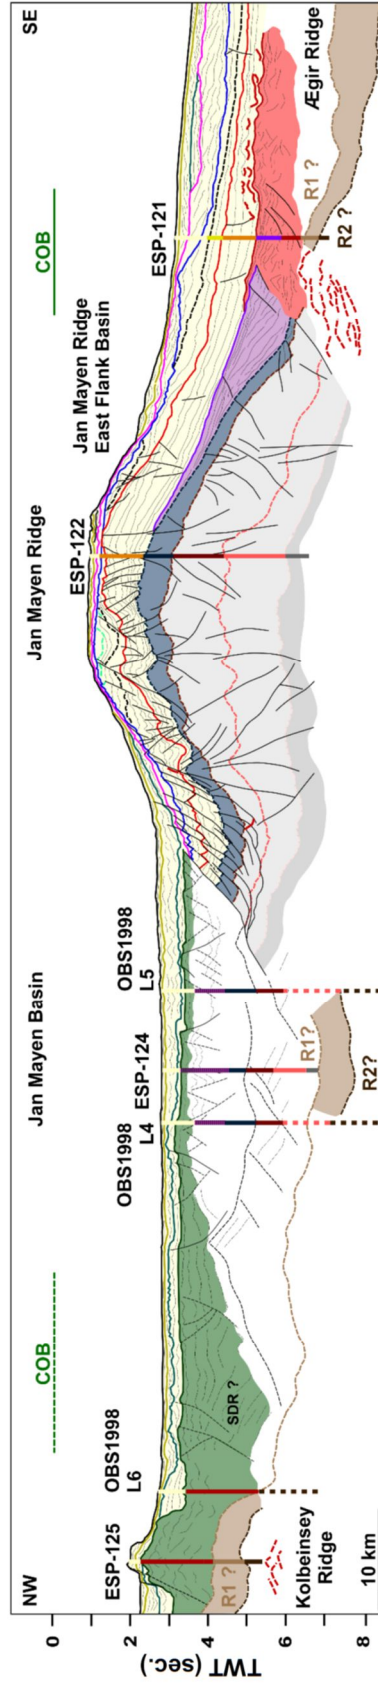 NW
SE
Jan Mayen Basin
Jan Mayen Ridge
Jan Mayen Ridge
East Flank Basin
COB
COB
ESP-125
OBS1998
L6
OBS1998
L4
ESP-124
OBS1998
L5
ESP-122
ESP-121
TWT (sec.)
0
2
4
6
8
SDR ?
R1 ?
R1?
R2?
R1 ?
R2 ?
Kolbeinsey
Ridge
Ægir Ridge
10 km